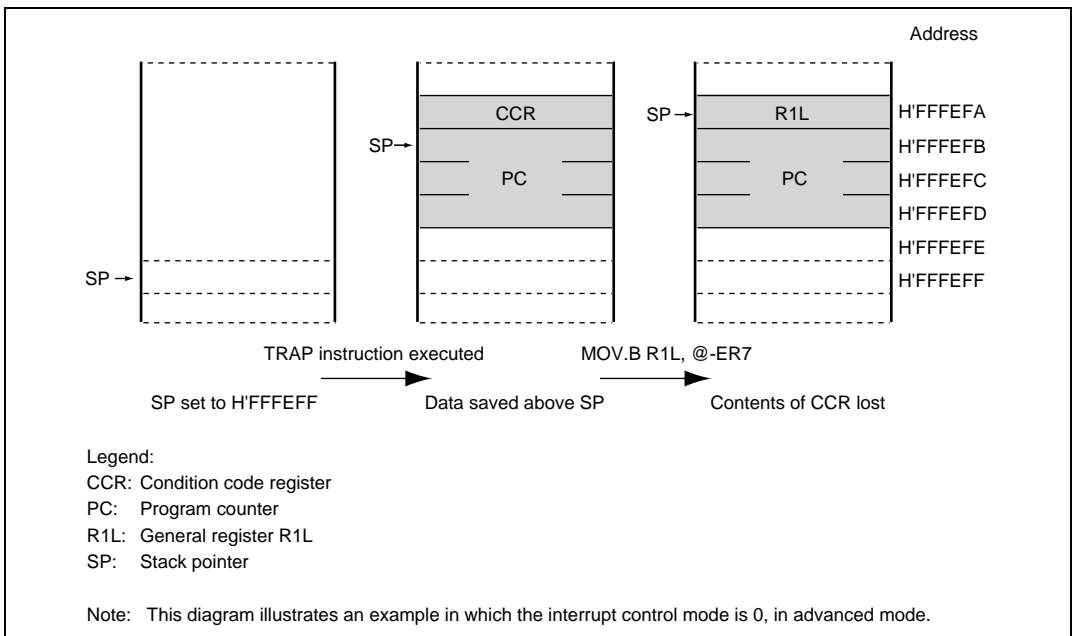 Address
CCR
SP
R1L
H'FFFEFA
SP
H'FFFEFB
PC
PC
H'FFFEFC
H'FFFEFD
H'FFFEFE
SP
H'FFFEFF
TRAP instruction executed
MOV.B R1L, @-ER7
SP set to H'FFFEFF
Data saved above SP
Contents of CCR lost
Legend:
CCR: Condition code register
PC: Program counter
R1L: General register R1L
SP: Stack pointer
Note: This diagram illustrates an example in which the interrupt control mode is 0, in advanced mode.